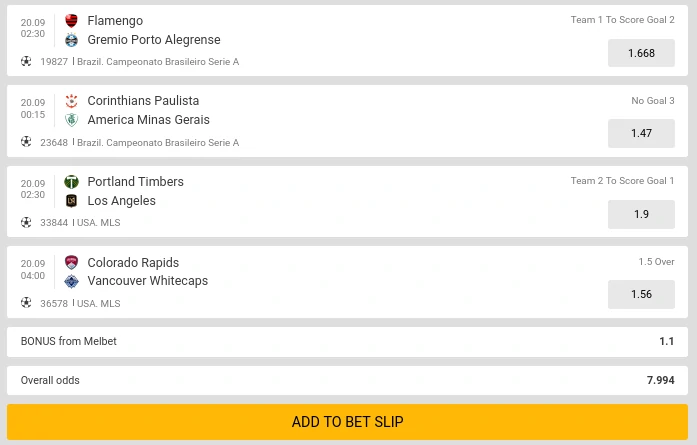 20.09
02:30
Flamengo
Gremio Porto Alegrense
Team 1 To Score Goal 2
1.668
19827 | Brazil. Campeonato Brasileiro Serie A
20.09
00:15
Corinthians Paulista
America Minas Gerais
No Goal 3
1.47
23648 | Brazil. Campeonato Brasileiro Serie A
20.09
02:30
Portland Timbers
Los Angeles
Team 2 To Score Goal 1
1.9
33844 | USA. MLS
20.09
04:00
Colorado Rapids
Vancouver Whitecaps
1.5 Over
1.56
36578 | USA. MLS
BONUS from Melbet 1.1
Overall odds 7.994
ADD TO BET SLIP